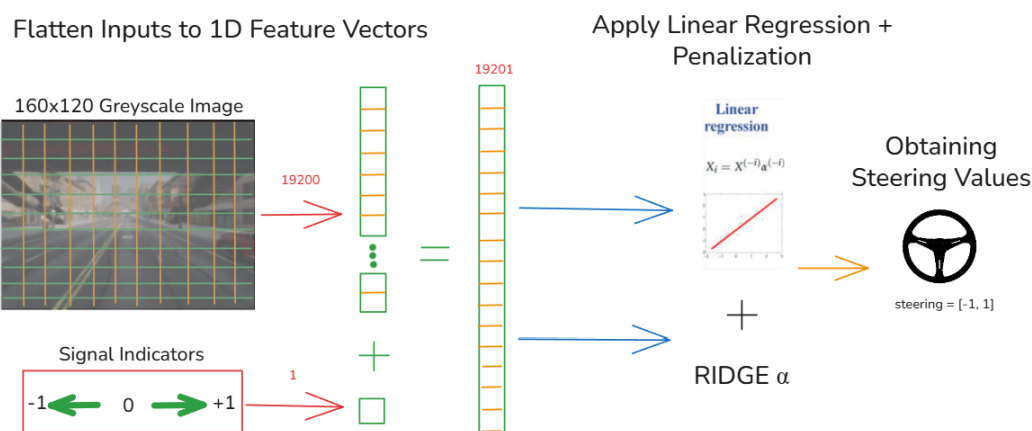 Flatten Inputs to 1D Feature Vectors
160x120 Greyscale Image
19200
Signal Indicators
-1
0
+1
1
19201
Apply Linear Regression +
Penalization
Linear
regression
X_i = X^(-i) α^(-i)
RIDGE α
Obtaining
Steering Values
steering = [-1, 1]